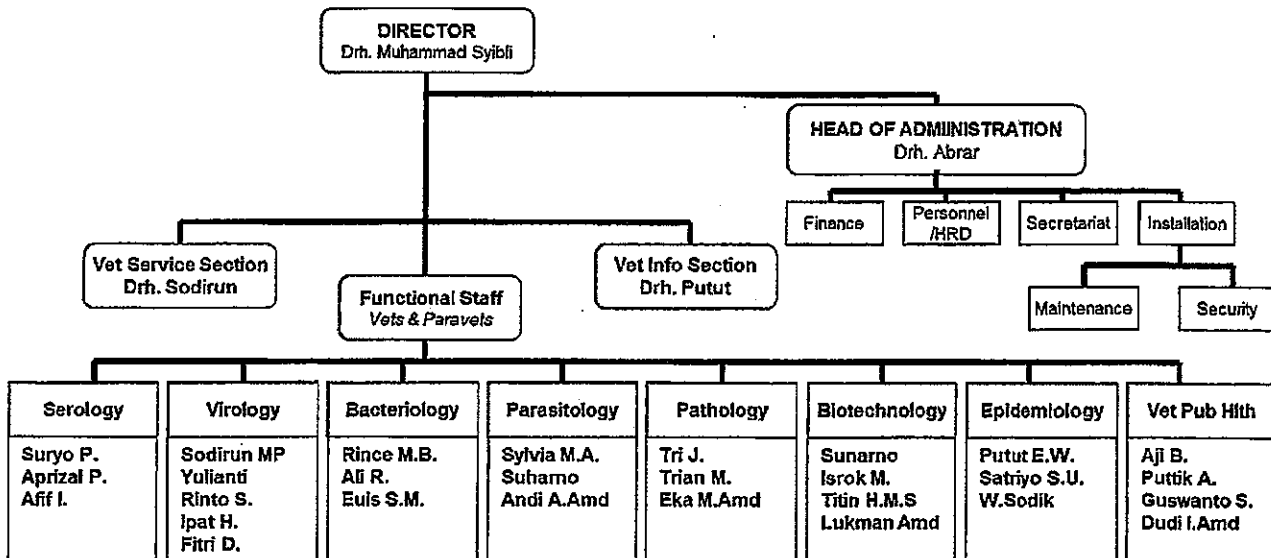 DIRECTOR
Drh. Muhammad Syibli
HEAD OF ADMINISTRATION
Drh. Abrar
Finance
Personnel
/HRD
Secretariat
Installation
Maintenance
Security
Vet Service Section
Drh. Sodirun
Vet Info Section
Drh. Putut
Functional Staff
Vets & Paravets
Serology
Suryo P.
Aprizal P.
Afif I.
Virology
Sodirun MP
Yulianti
Rinto S.
Ipat H.
Fitri D.
Bacteriology
Rince M.B.
Ali R.
Euis S.M.
Parasitology
Sylvia M.A.
Suharno
Andi A.Amd
Pathology
Tri J.
Trian M.
Eka M.Amd
Biotechnology
Sunarno
Isrok M.
Titin H.M.S
Lukman Amd
Epidemiology
Putut E.W.
Satriyo S.U.
W.Sodik
Vet Pub Hlth
Aji B.
Puttik A.
Guswanto S.
Dudi I.Amd